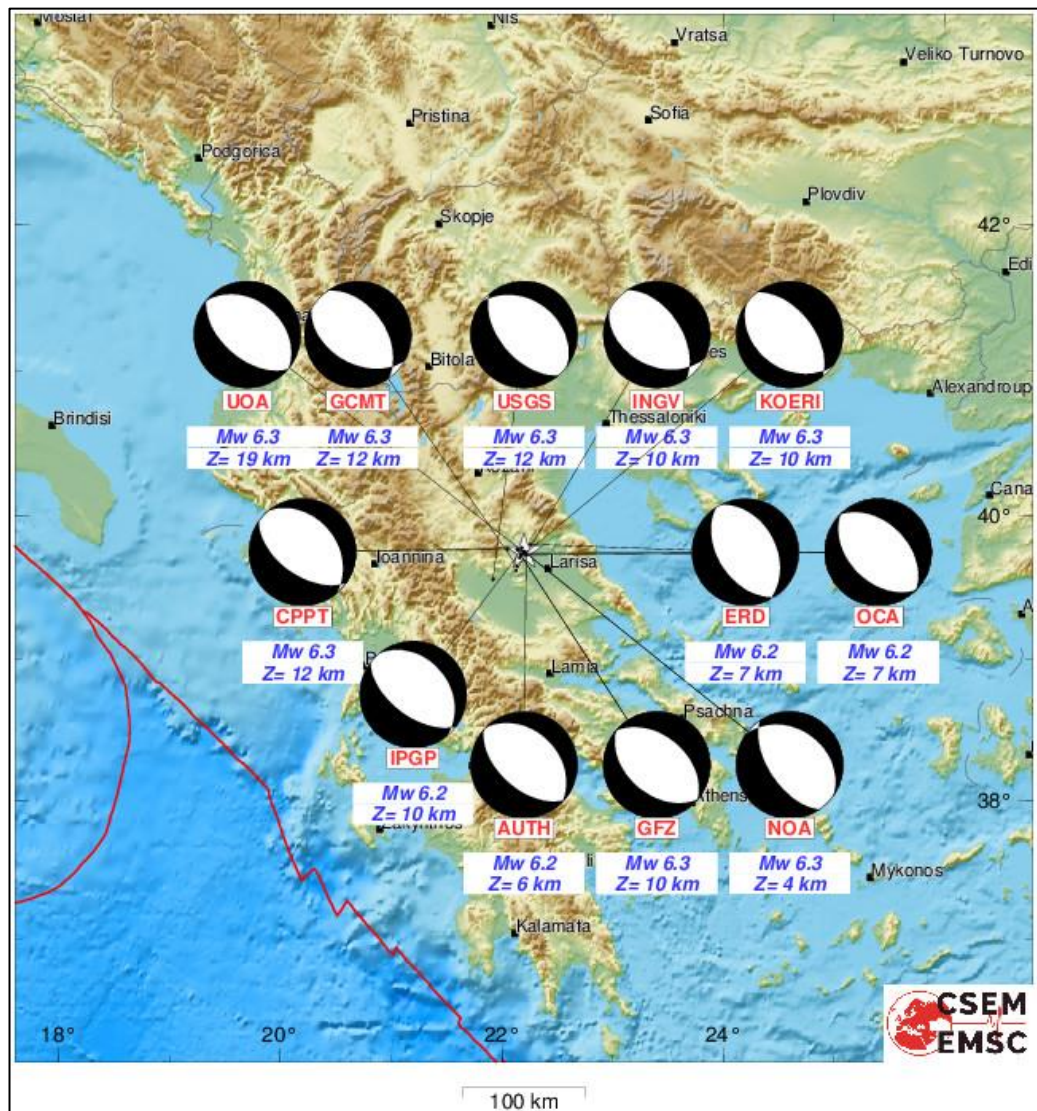 Nis
Vratsa
Veliko Turnovo
Pristina
Sofia
Podgorica
Plovdiv
Skopje
42°
Bitola
UOA
GCMT
USGS
INGV
KOERI
Alexandroup
Brindisi
Thessaloniki
Mw 6.3
Mw 6.3
Mw 6.3
Mw 6.3
Mw 6.3
Z= 19 km
Z= 12 km
Z= 12 km
Z= 10 km
Z= 10 km
Cana
40°
Ioannina
Larisa
CPPT
ERD
OCA
Mw 6.3
Z= 12 km
Mw 6.2
Z= 7 km
Mw 6.2
Z= 7 km
Lamia
Psachna
IPGP
Mw 6.2
Z= 10 km
38°
Athens
AUTH
GFZ
NOA
Mw 6.2
Z= 6 km
Mw 6.3
Z= 10 km
Mw 6.3
Z= 4 km
Mykonos
Kalamata
18°
20°
22°
24°
CSEM
EMSC
100 km